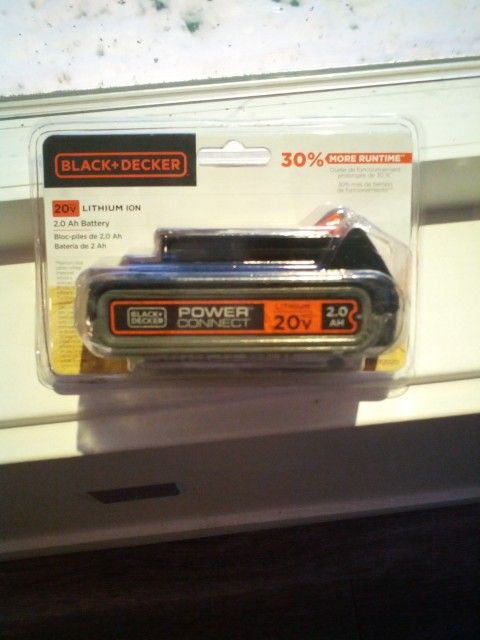 BLACK+DECKER
30% MORE RUNTIME**
20V LITHIUM ION
2.0 Ah Battery
Bloc-piles de 2,0 Ah
Batería de 2 Ah
BLACK+
DECKER
POWER
CONNECT
LITHIUM
20V
2.0
AH